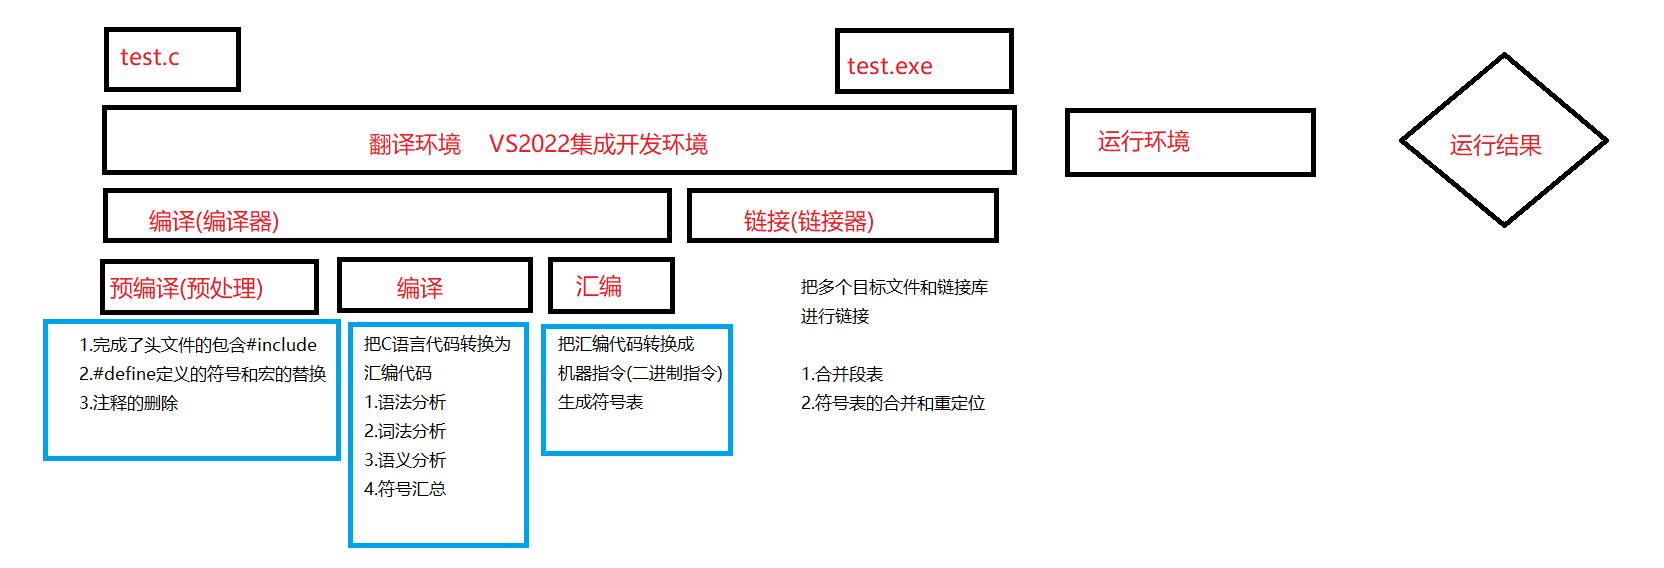 test.c
test.exe
翻译环境 VS2022集成开发环境
运行环境
运行结果
编译(编译器)
链接(链接器)
预编译(预处理)
编译
汇编
1.完成了头文件的包含#include
2.#define定义的符号和宏的替换
3.注释的删除
把C语言代码转换为
汇编代码
1.语法分析
2.词法分析
3.语义分析
4.符号汇总
把汇编代码转换成
机器指令(二进制指令)
生成符号表
把多个目标文件和链接库
进行链接
1.合并段表
2.符号表的合并和重定位